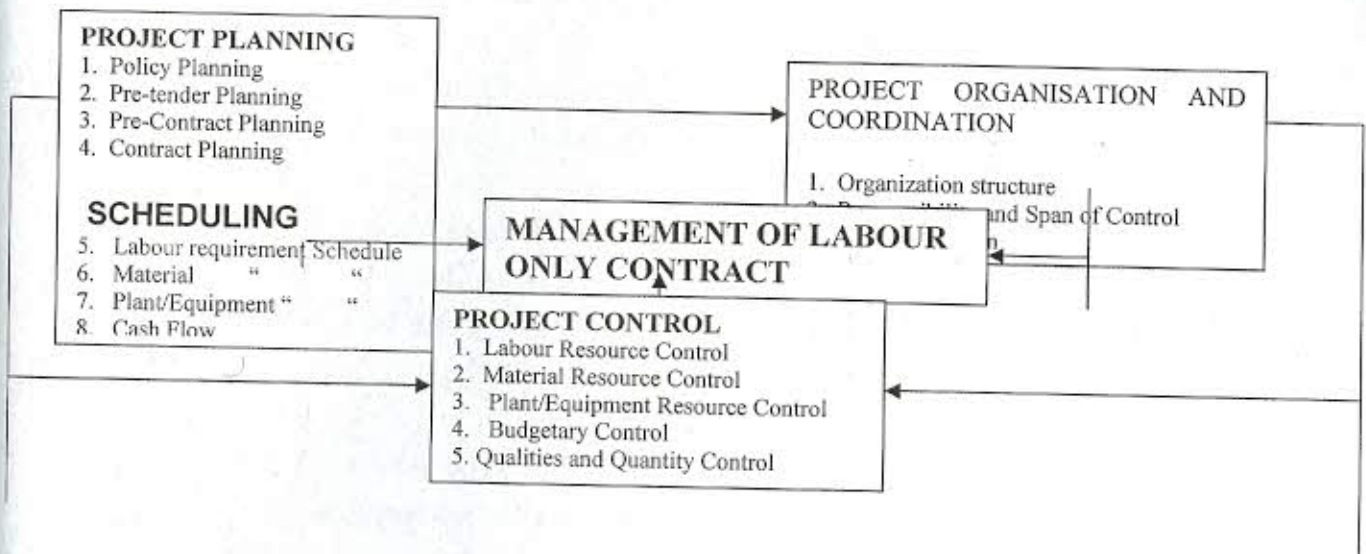 PROJECT PLANNING
1. Policy Planning
2. Pre-tender Planning
3. Pre-Contract Planning
4. Contract Planning
SCHEDULING
5. Labour requirement Schedule
6. Material “ “
7. Plant/Equipment “ “
8. Cash Flow
PROJECT ORGANISATION AND
COORDINATION
1. Organization structure
and Span of Control
MANAGEMENT OF LABOUR
ONLY CONTRACT
PROJECT CONTROL
1. Labour Resource Control
2. Material Resource Control
3. Plant/Equipment Resource Control
4. Budgetary Control
5. Qualities and Quantity Control